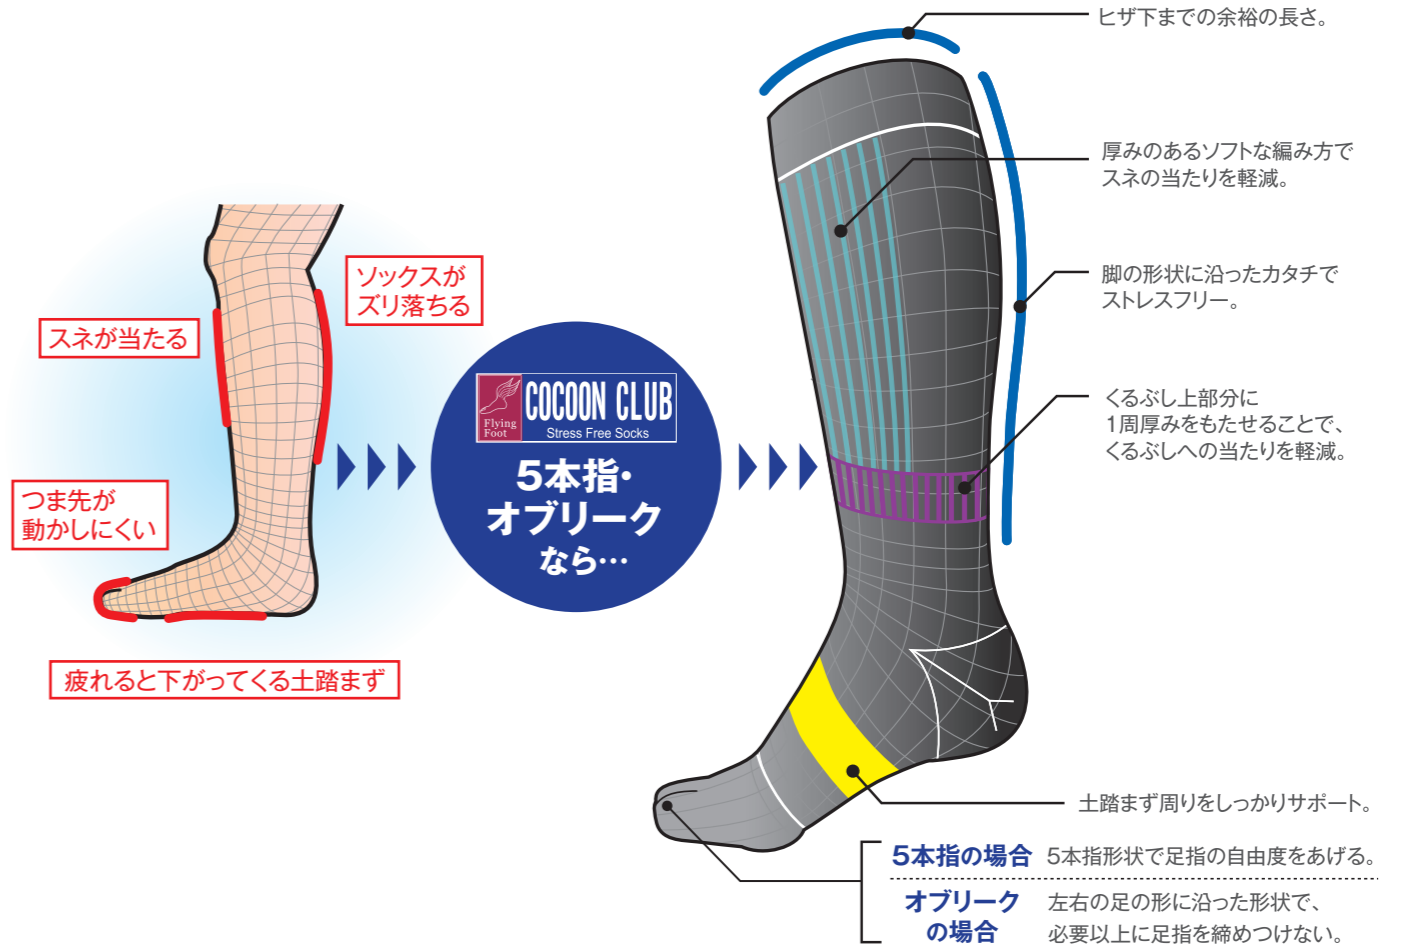 ソックスが
ズリ落ちる
スネが当たる
つま先が
動かしにくい
疲れると下がってくる土踏まず
Flying
Foot
COCOON CLUB
Stress Free Socks
5本指・
オブリーク
なら…
ヒザ下までの余裕の長さ。
厚みのあるソフトな編み方で
スネの当たりを軽減。
脚の形状に沿ったカタチで
ストレスフリー。
くるぶし上部分に
1周厚みをもたせることで、
くるぶしへの当たりを軽減。
土踏まず周りをしっかりサポート。
5本指の場合 5本指形状で足指の自由度をあげる。
オブリーク
の場合
左右の足の形に沿った形状で、
必要以上に足指を締めつけない。